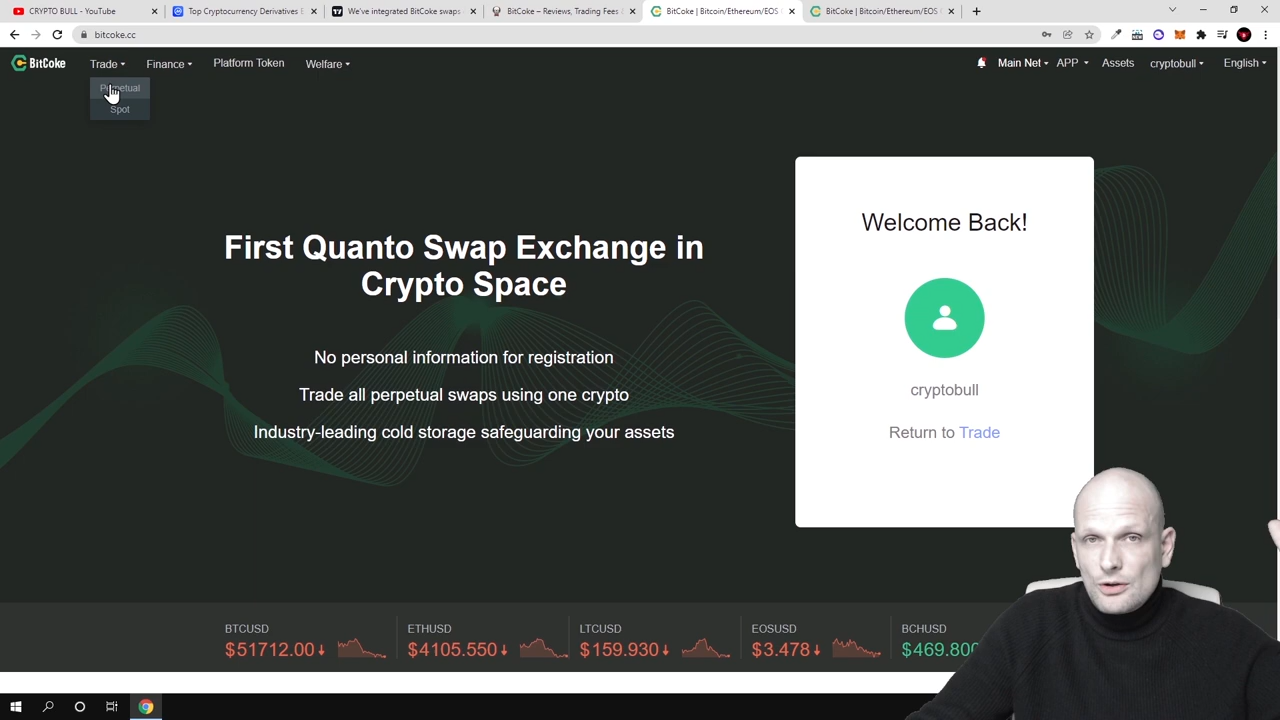 CRYPTO BULL - YouTube
Top Cryptocurrency Derivatives E
We've integrated BitCoke swaps
BitCoke – Reviews, Trading Fees &
BitCoke | Bitcoin/Ethereum/EOS
BitCoke | Bitcoin/Ethereum/EOS
bitcoke.cc
BitCoke
Trade
Finance
Platform Token
Welfare
Main Net
APP
Assets
cryptobull
English
Perpetual
Spot
First Quanto Swap Exchange in
Crypto Space
No personal information for registration
Trade all perpetual swaps using one crypto
Industry-leading cold storage safeguarding your assets
Welcome Back!
cryptobull
Return to Trade
BTCUSD
$51712.00↓
ETHUSD
$4105.550↓
LTCUSD
$159.930↓
EOSUSD
$3.478↓
BCHUSD
$469.800